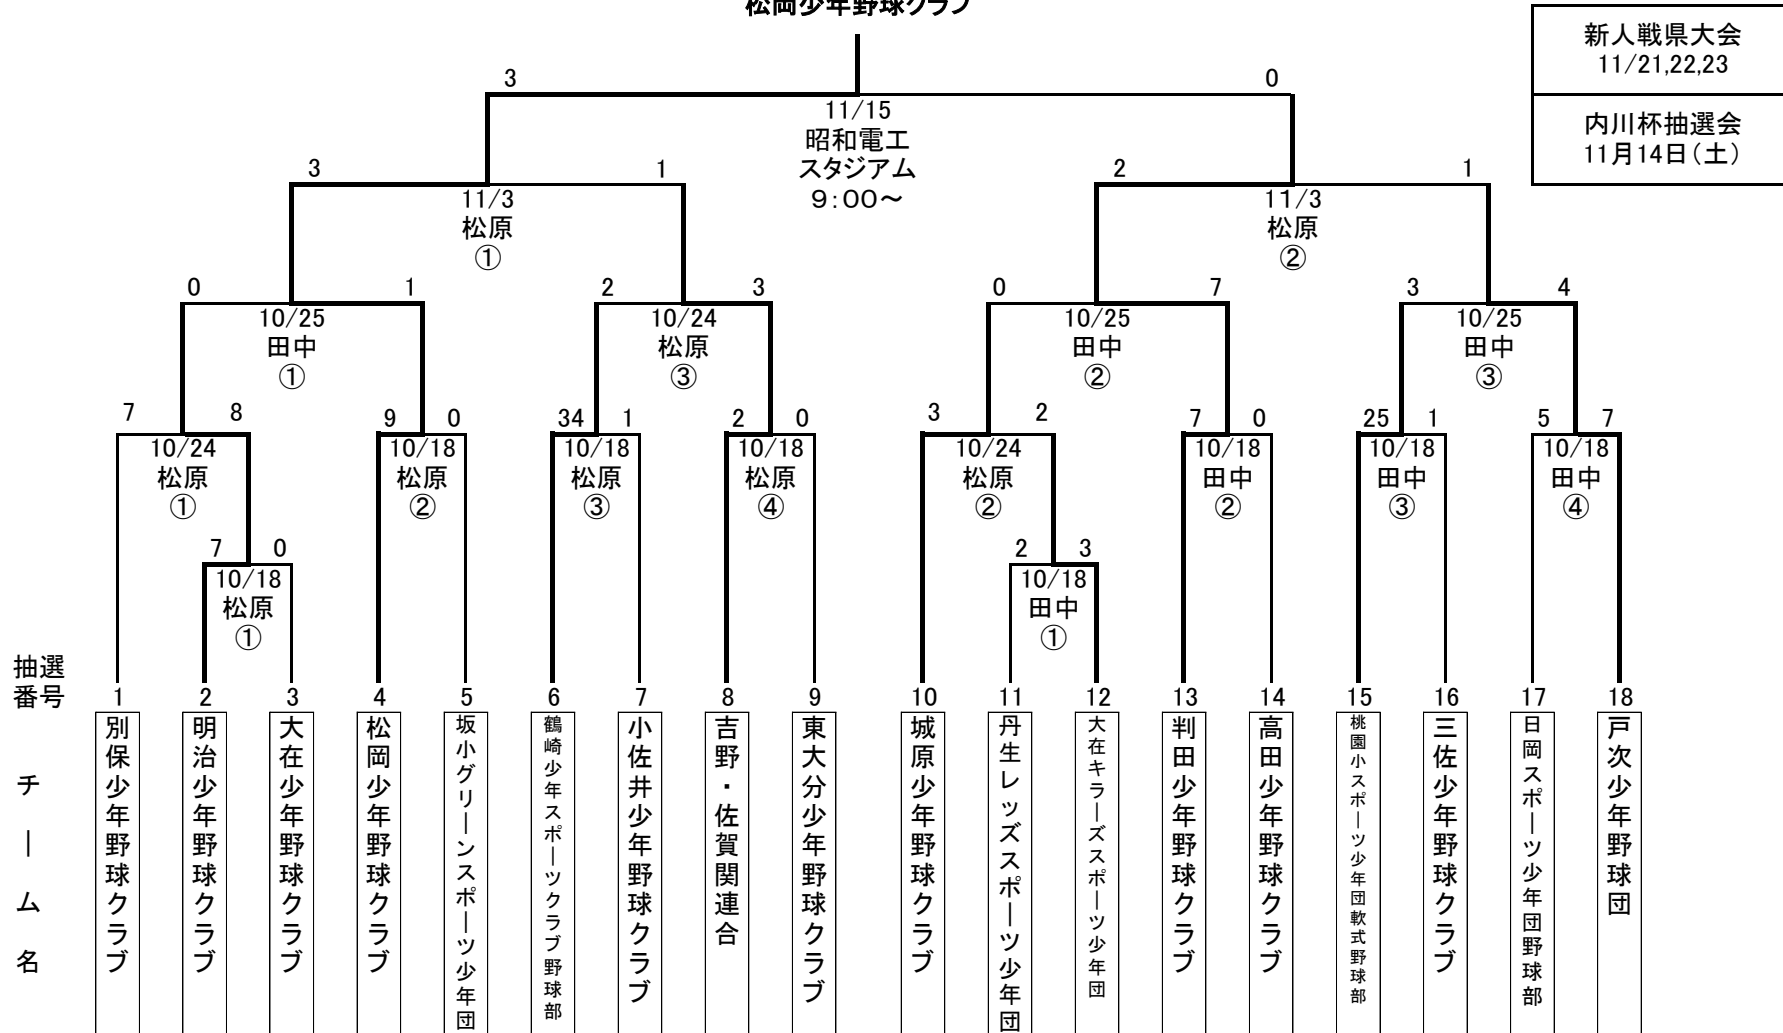 松岡少年野球クラブ
新人戦県大会
11/21,22,23
内川杯抽選会
11月14日(土)
3
0
11/15
昭和電工
スタジアム
9:00～
3
1
11/3
松原
①
2
1
11/3
松原
②
0
1
10/25
田中
①
2
3
10/24
松原
③
0
7
10/25
田中
②
3
4
10/25
田中
③
7
8
10/24
松原
①
9
0
10/18
松原
②
34
1
10/18
松原
③
2
0
10/18
松原
④
3
2
10/24
松原
②
7
0
10/18
田中
②
25
1
10/18
田中
③
5
7
10/18
田中
④
7
0
10/18
松原
①
2
3
10/18
田中
①
抽選
番号
1
2
3
4
5
6
7
8
9
10
11
12
13
14
15
16
17
18
チーム名
別保少年野球クラブ
明治少年野球クラブ
大在少年野球クラブ
松岡少年野球クラブ
坂小グリーンスポーツ少年団
鶴崎少年スポーツクラブ野球部
小佐井少年野球クラブ
吉野・佐賀関連合
東大分少年野球クラブ
城原少年野球クラブ
丹生レッズスポーツ少年団
大在キラーズスポーツ少年団
判田少年野球クラブ
高田少年野球クラブ
桃園小スポーツ少年団軟式野球部
三佐少年野球クラブ
日岡スポーツ少年団野球部
戸次少年野球団